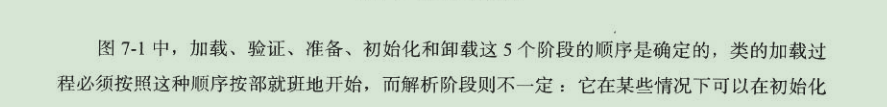 图 7-1 中，加载、验证、准备、初始化和卸载这 5 个阶段的顺序是确定的，类的加载过
程必须按照这种顺序按部就班地开始，而解析阶段则不一定：它在某些情况下可以在初始化